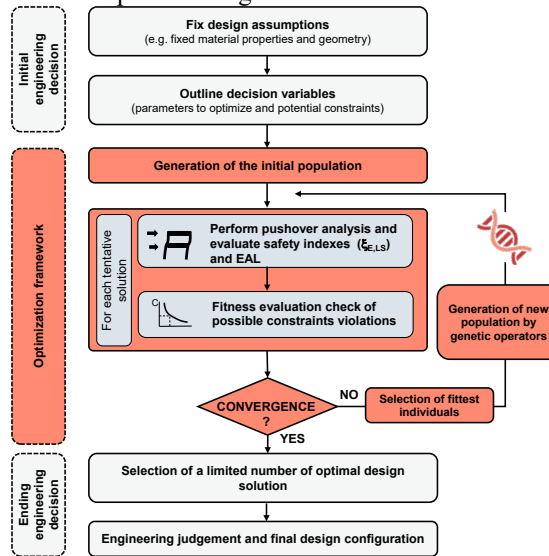 Fix design assumptions
(e.g. fixed material properties and geometry)
Initial
engineering
decision
Outline decision variables
(parameters to optimize and potential constraints)
Optimization framework
Generation of the initial population
For each tentative
solution
Perform pushover analysis and
evaluate safety indexes (ξE,LS)
and EAL
C
Fitness evaluation check of
possible constraints violations
Generation of new
population by
genetic operators
CONVERGENCE
?
NO
Selection of fittest
individuals
YES
Ending
engineering
decision
Selection of a limited number of optimal design
solution
Engineering judgement and final design configuration